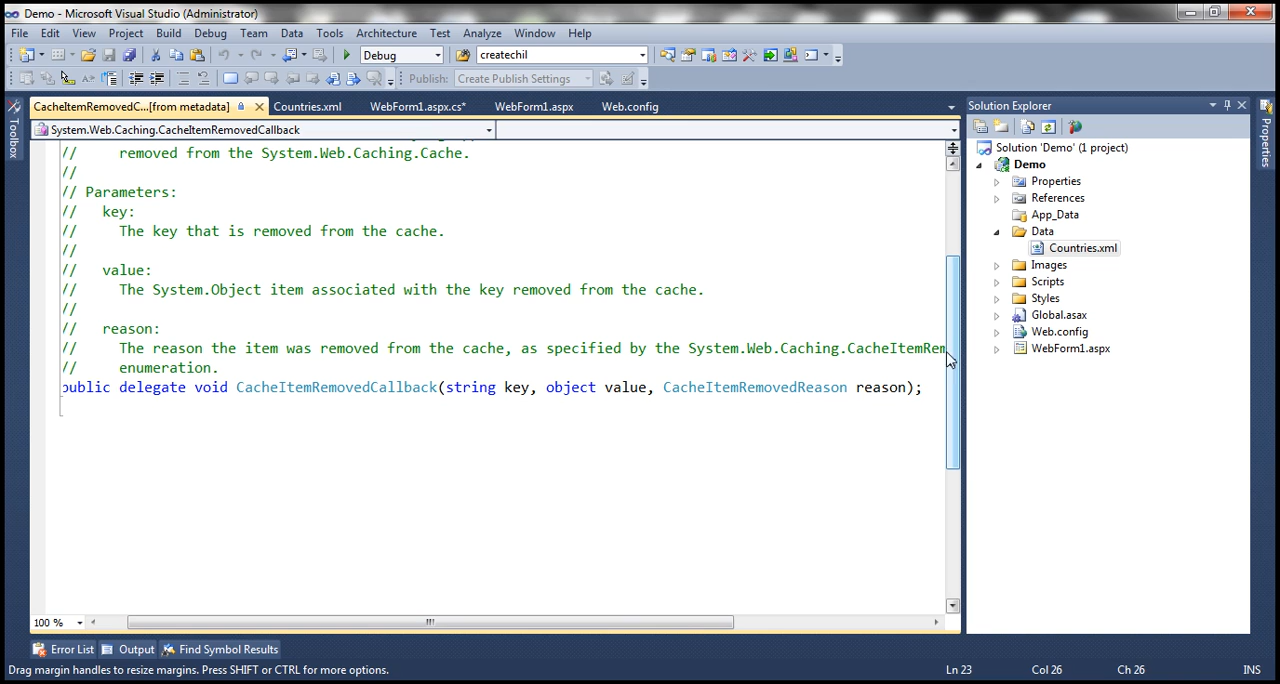 Demo - Microsoft Visual Studio (Administrator)
File Edit View Project Build Debug Team Data Tools Architecture Test Analyze Window Help
Debug createchil
Publish: Create Publish Settings
CacheItemRemovedC...[from metadata] Countries.xml WebForm1.aspx.cs* WebForm1.aspx Web.config
System.Web.Caching.CacheItemRemovedCallback
Toolbox
// removed from the System.Web.Caching.Cache.
//
// Parameters:
// key:
// The key that is removed from the cache.
//
// value:
// The System.Object item associated with the key removed from the cache.
//
// reason:
// The reason the item was removed from the cache, as specified by the System.Web.Caching.CacheItemRem
// enumeration.
public delegate void CacheItemRemovedCallback(string key, object value, CacheItemRemovedReason reason);
100 %
Solution Explorer
Solution 'Demo' (1 project)
Demo
Properties
References
App_Data
Data
Countries.xml
Images
Scripts
Styles
Global.asax
Web.config
WebForm1.aspx
Properties
Error List Output Find Symbol Results
Drag margin handles to resize margins. Press SHIFT or CTRL for more options. Ln 23 Col 26 Ch 26 INS